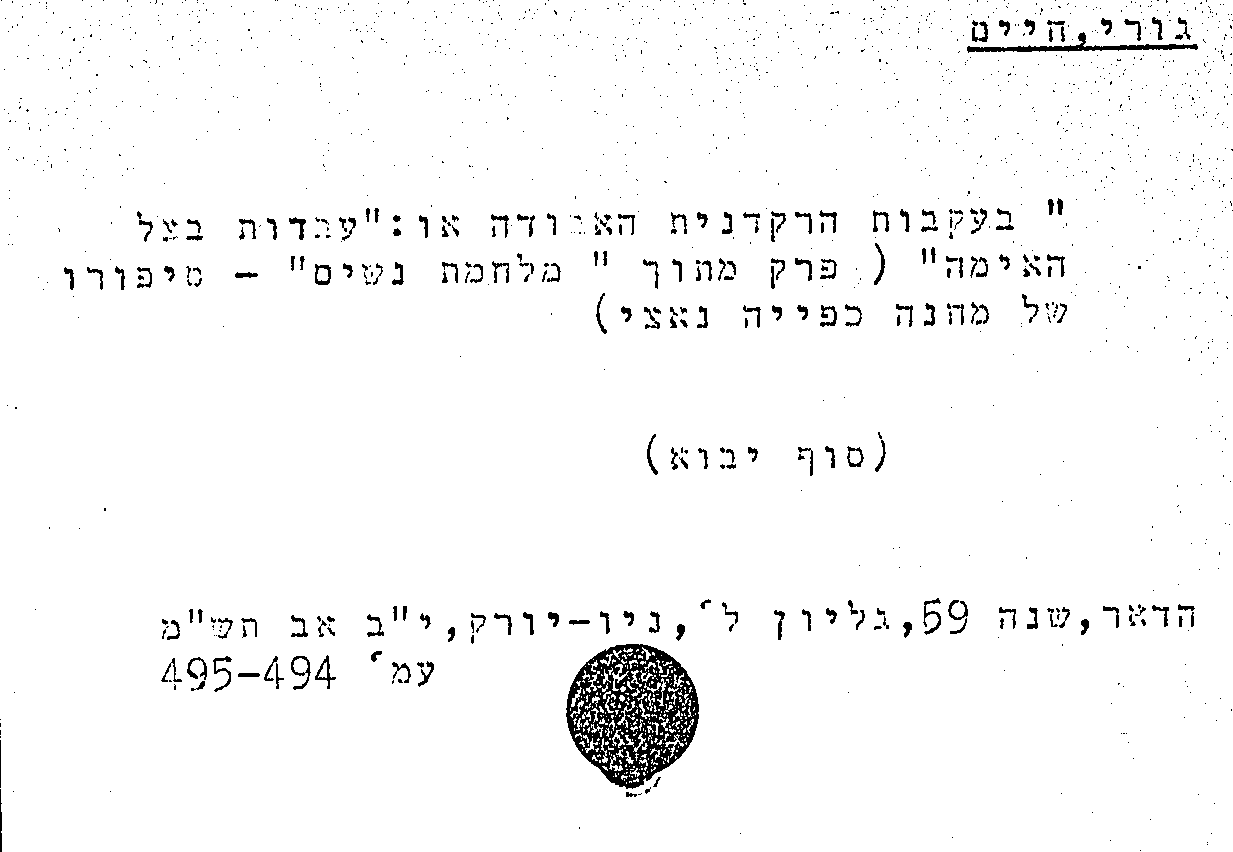 גורי,חיים
" בעקבות הרקדנית האבודה או:"עבדות בצל
האימה" ( פרק מתוך " מלחמת נשים" - סיפורו
של מחנה כפייה נאצי)
(סוף יבוא)
הדאר,שנה 59,גליון ל',ניו-יורק,י"ב אב תש"מ
עמ' 495-494